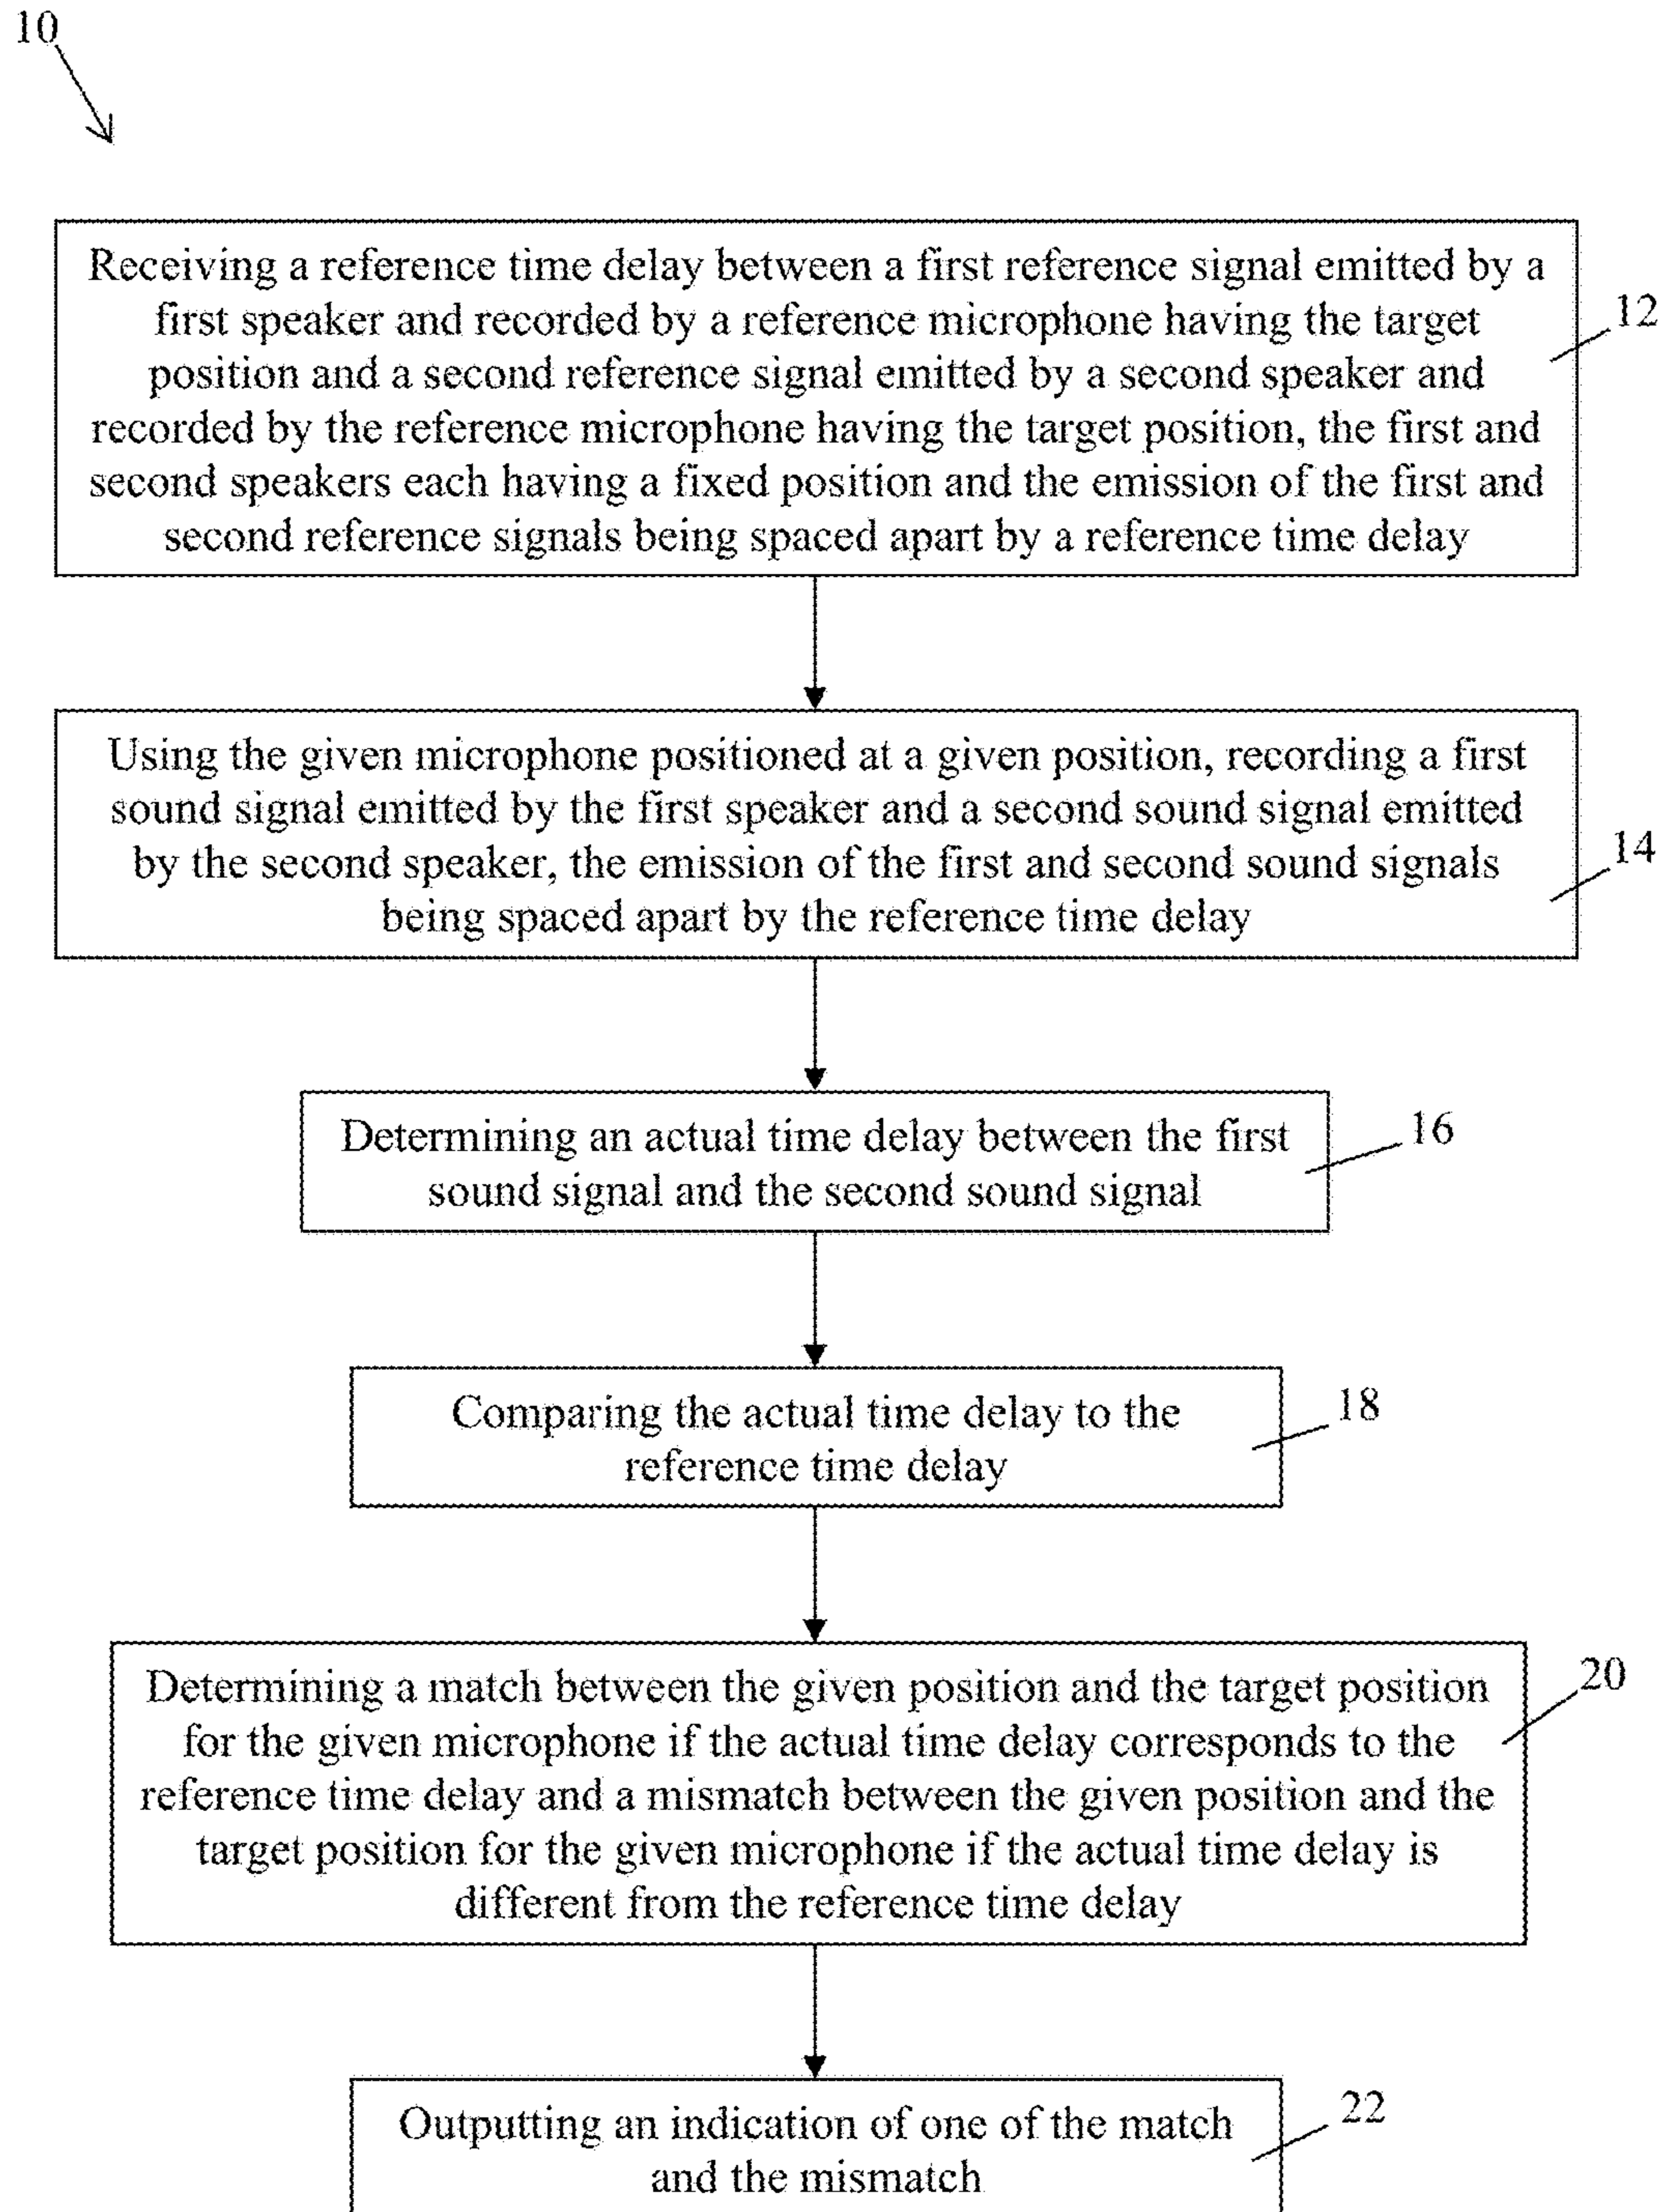 10
Receiving a reference time delay between a first reference signal emitted by a
first speaker and recorded by a reference microphone having the target
position and a second reference signal emitted by a second speaker and
recorded by the reference microphone having the target position, the first and
second speakers each having a fixed position and the emission of the first and
second reference signals being spaced apart by a reference time delay
12
Using the given microphone positioned at a given position, recording a first
sound signal emitted by the first speaker and a second sound signal emitted
by the second speaker, the emission of the first and second sound signals
being spaced apart by the reference time delay
14
Determining an actual time delay between the first
sound signal and the second sound signal
16
Comparing the actual time delay to the
reference time delay
18
Determining a match between the given position and the target position
for the given microphone if the actual time delay corresponds to the
reference time delay and a mismatch between the given position and the
target position for the given microphone if the actual time delay is
different from the reference time delay
20
Outputting an indication of one of the match
and the mismatch
22